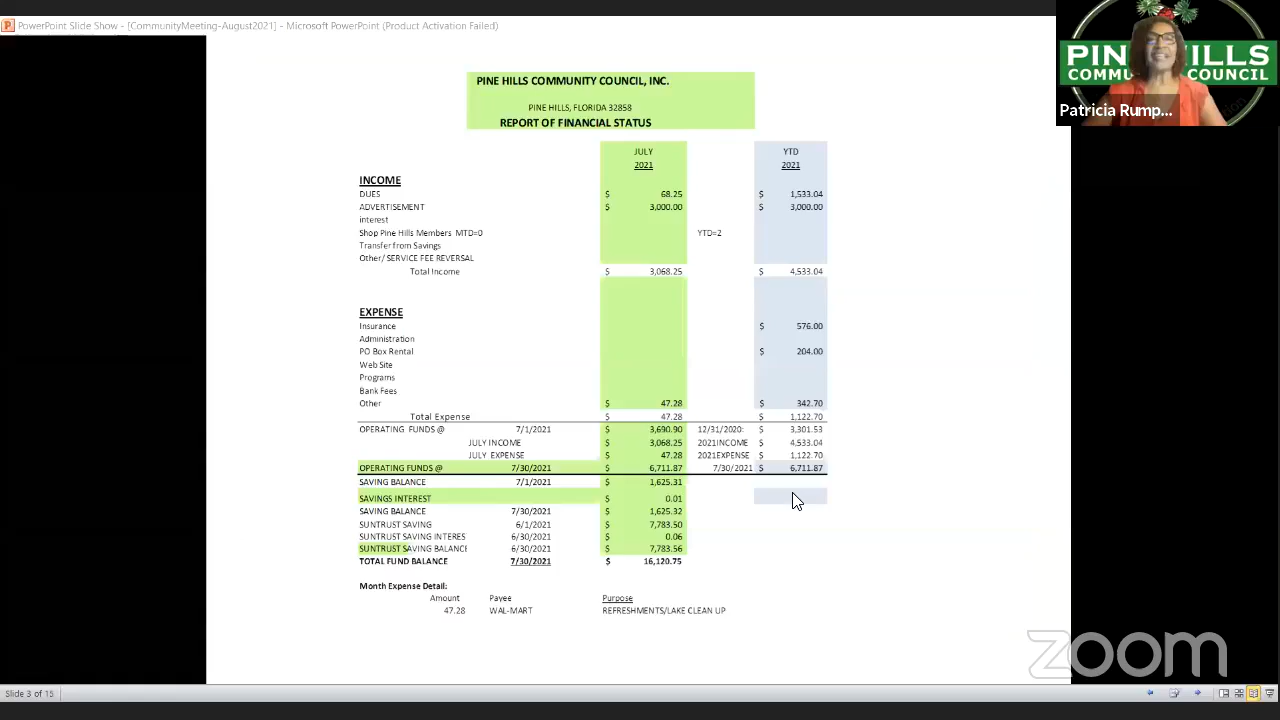 PowerPoint Slide Show - [CommunityMeeting-August2021] - Microsoft PowerPoint (Product Activation Failed)
PINE HILLS
COMMUNITY COUNCIL
Patricia Rump...
PINE HILLS COMMUNITY COUNCIL, INC.
PINE HILLS, FLORIDA 32858
REPORT OF FINANCIAL STATUS
JULY YTD
2021 2021
INCOME
DUES $ 68.25 $ 1,533.04
ADVERTISEMENT $ 3,000.00 $ 3,000.00
interest
Shop Pine Hills Members MTD=0 YTD=2
Transfer from Savings
Other/ SERVICE FEE REVERSAL
Total Income $ 3,068.25 $ 4,533.04
EXPENSE
Insurance $ 576.00
Administration
PO Box Rental $ 204.00
Web Site
Programs
Bank Fees
Other $ 47.28 $ 342.70
Total Expense $ 47.28 $ 1,122.70
OPERATING FUNDS @ 7/1/2021 $ 3,690.90 12/31/2020: $ 3,301.53
JULY INCOME $ 3,068.25 2021INCOME $ 4,533.04
JULY EXPENSE $ 47.28 2021EXPENSE $ 1,122.70
OPERATING FUNDS @ 7/30/2021 $ 6,711.87 7/30/2021 $ 6,711.87
SAVING BALANCE 7/1/2021 $ 1,625.31
SAVINGS INTEREST $ 0.01
SAVING BALANCE 7/30/2021 $ 1,625.32
SUNTRUST SAVING 6/1/2021 $ 7,783.50
SUNTRUST SAVING INTERES 6/30/2021 $ 0.06
SUNTRUST SAVING BALANCE 6/30/2021 $ 7,783.56
TOTAL FUND BALANCE 7/30/2021 $ 16,120.75
Month Expense Detail:
Amount Payee Purpose
47.28 WAL-MART REFRESHMENTS/LAKE CLEAN UP
zoom
Slide 3 of 15